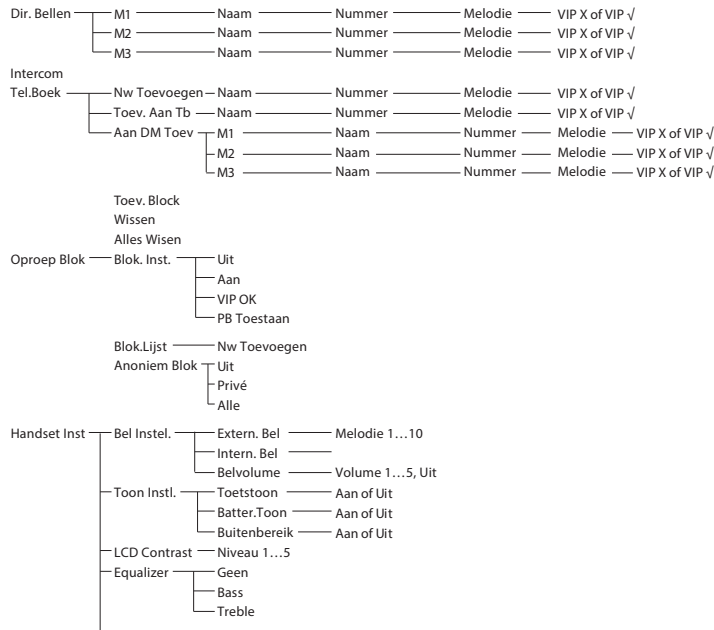 Dir. Bellen M1 Naam Nummer Melodie VIP X of VIP √
M2 Naam Nummer Melodie VIP X of VIP √
M3 Naam Nummer Melodie VIP X of VIP √
Intercom
Tel.Boek Nw Toevoegen Naam Nummer Melodie VIP X of VIP √
Toev. Aan Tb Naam Nummer Melodie VIP X of VIP √
Aan DM Toev M1 Naam Nummer Melodie VIP X of VIP √
M2 Naam Nummer Melodie VIP X of VIP √
M3 Naam Nummer Melodie VIP X of VIP √
Toev. Block
Wissen
Alles Wisen
Oproep Blok Blok. Inst. Uit
Aan
VIP OK
PB Toestaan
Blok.Lijst Nw Toevoegen
Anoniem Blok Uit
Privé
Alle
Handset Inst Bel Instel. Extern. Bel Melodie 1...10
Intern. Bel
Belvolume Volume 1...5, Uit
Toon Instl. Toetstoon Aan of Uit
Batter.Toon Aan of Uit
Buitenbereik Aan of Uit
LCD Contrast Niveau 1...5
Equalizer Geen
Bass
Treble